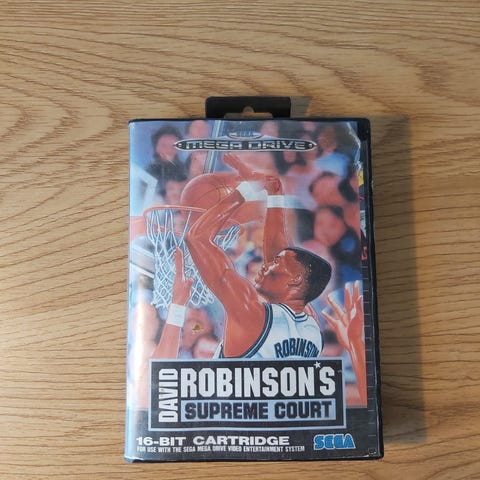 SEGA
MEGA DRIVE
ROBINSON
DAVID
ROBINSON'S
SUPREME COURT
16-BIT CARTRIDGE
SEGA
FOR USE WITH THE SEGA MEGA DRIVE VIDEO ENTERTAINMENT SYSTEM